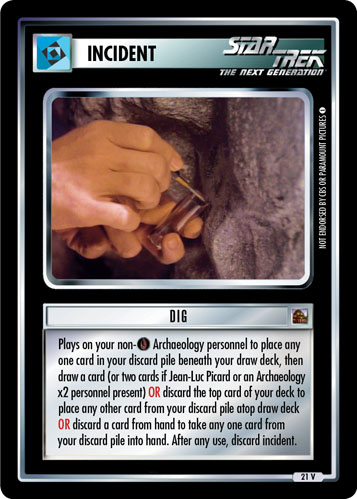 INCIDENT
STAR TREK
THE NEXT GENERATION
NOT ENDORSED BY CBS OR PARAMOUNT PICTURES
DIG
Plays on your non- Archaeology personnel to place
any one card in your discard pile beneath your draw deck, then
draw a card (or two cards if Jean-Luc Picard or an Archaeology
x2 personnel present) OR discard the top card of your deck to
place any other card from your discard pile atop draw deck
OR discard a card from hand to take any one card from
your discard pile into hand. After any use, discard incident.
21 V